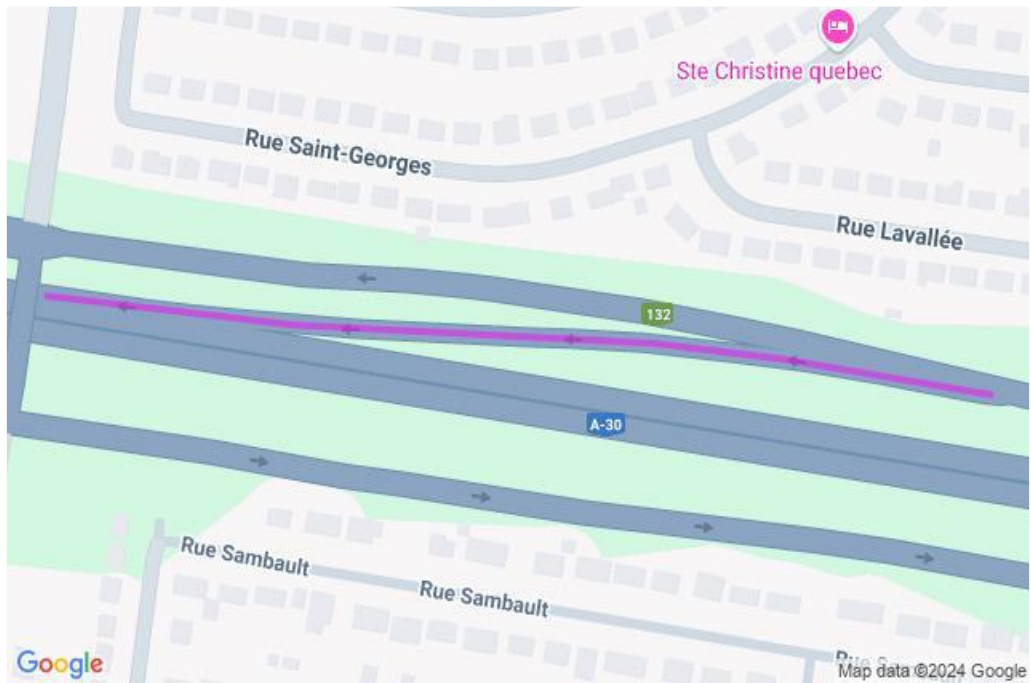 Ste Christine quebec
Rue Saint-Georges
Rue Lavallée
132
A-30
Rue Sambault
Rue Sambault
Google
Map data ©2024 Google